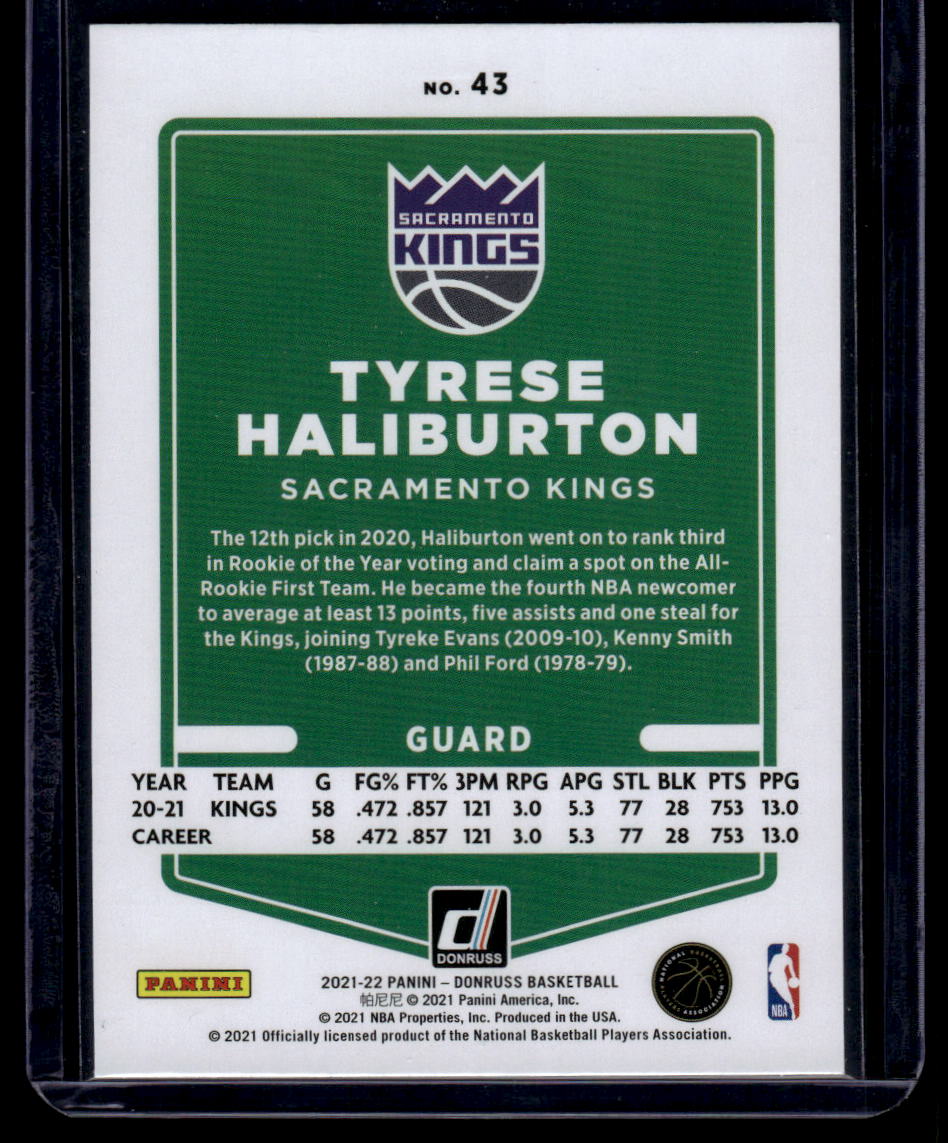 NO. 43
SACRAMENTO
KINGS
TYRESE
HALIBURTON
SACRAMENTO KINGS
The 12th pick in 2020, Haliburton went on to rank third
in Rookie of the Year voting and claim a spot on the All-
Rookie First Team. He became the fourth NBA newcomer
to average at least 13 points, five assists and one steal for
the Kings, joining Tyreke Evans (2009-10), Kenny Smith
(1987-88) and Phil Ford (1978-79).
GUARD
YEAR TEAM G FG% FT% 3PM RPG APG STL BLK PTS PPG
20-21 KINGS 58 .472 .857 121 3.0 5.3 77 28 753 13.0
CAREER 58 .472 .857 121 3.0 5.3 77 28 753 13.0
d
DONRUSS
PANINI
2021-22 PANINI – DONRUSS BASKETBALL
帕尼尼 © 2021 Panini America, Inc.
© 2021 NBA Properties, Inc. Produced in the USA.
© 2021 Officially licensed product of the National Basketball Players Association.
NATIONAL BASKETBALL PLAYERS ASSOCIATION
NBA